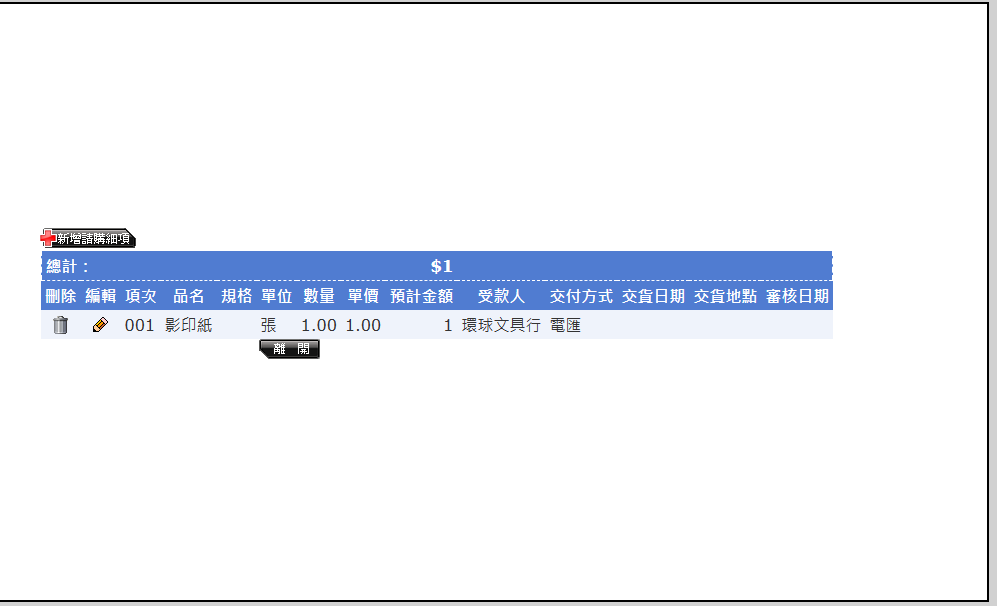 新增請購細項
總計： $1
刪除 編輯 項次 品名 規格 單位 數量 單價 預計金額 受款人 交付方式 交貨日期 交貨地點 審核日期
001 影印紙 張 1.00 1.00 1 環球文具行 電匯
離 開